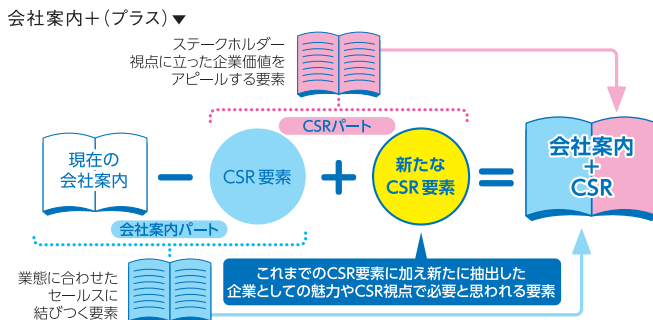 会社案内+(プラス)▼
ステークホルダー
視点に立った企業価値を
アピールする要素
CSRパート
現在の
会社案内
−
CSR要素
+
新たな
CSR要素
=
会社案内
+
CSR
会社案内パート
これまでのCSR要素に加え新たに抽出した
企業としての魅力やCSR視点で必要と思われる要素
業態に合わせた
セールスに
結びつく要素